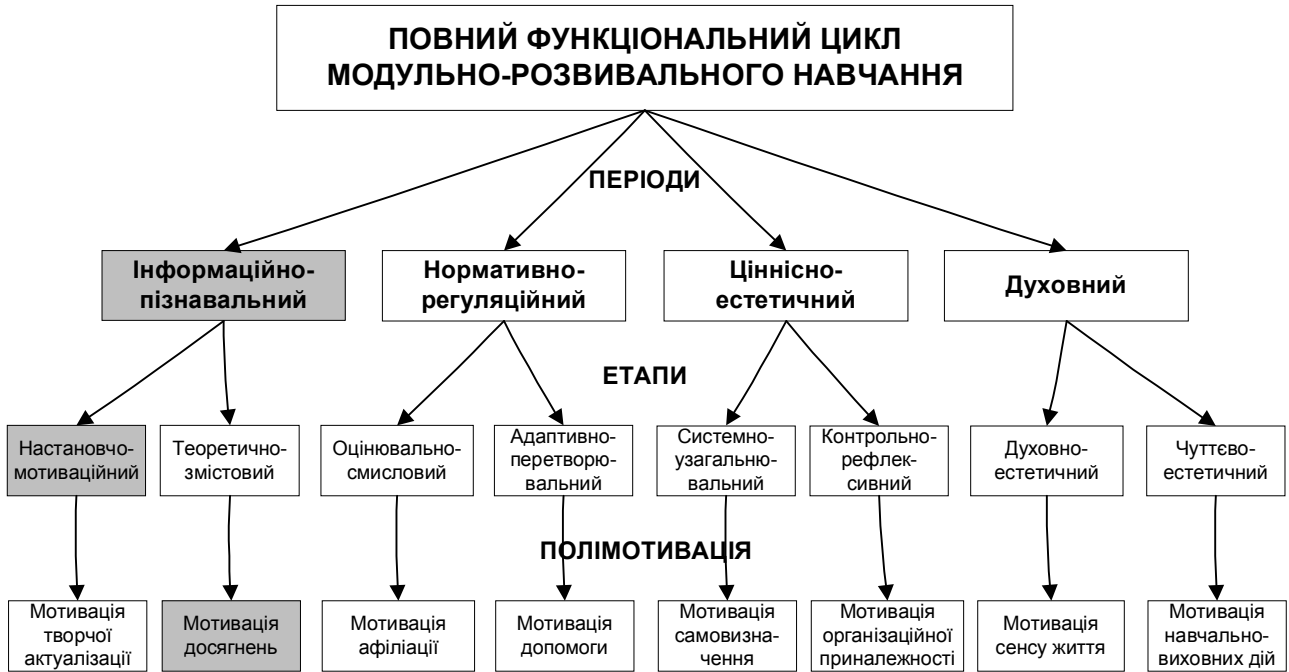 ПОВНИЙ ФУНКЦІОНАЛЬНИЙ ЦИКЛ
МОДУЛЬНО-РОЗВИВАЛЬНОГО НАВЧАННЯ
ПЕРІОДИ
Інформаційно-
пізнавальний
Нормативно-
регуляційний
Ціннісно-
естетичний
Духовний
ЕТАПИ
Настановчо-
мотиваційний
Теоретично-
змістовий
Оцінювально-
смисловий
Адаптивно-
перетворю-
вальний
Системно-
узагальню-
вальний
Контрольно-
рефлек-
сивний
Духовно-
естетичний
Чуттєво-
естетичний
ПОЛІМОТИВАЦІЯ
Мотивація
творчої
актуалізації
Мотивація
досягнень
Мотивація
афіліації
Мотивація
допомоги
Мотивація
самовизна-
чення
Мотивація
організаційної
приналежності
Мотивація
сенсу життя
Мотивація
навчально-
виховних дій